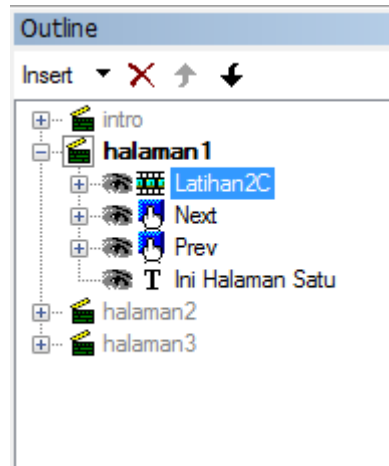 Outline
Insert
intro
halaman1
Latihan2C
Next
Prev
T Ini Halaman Satu
halaman2
halaman3